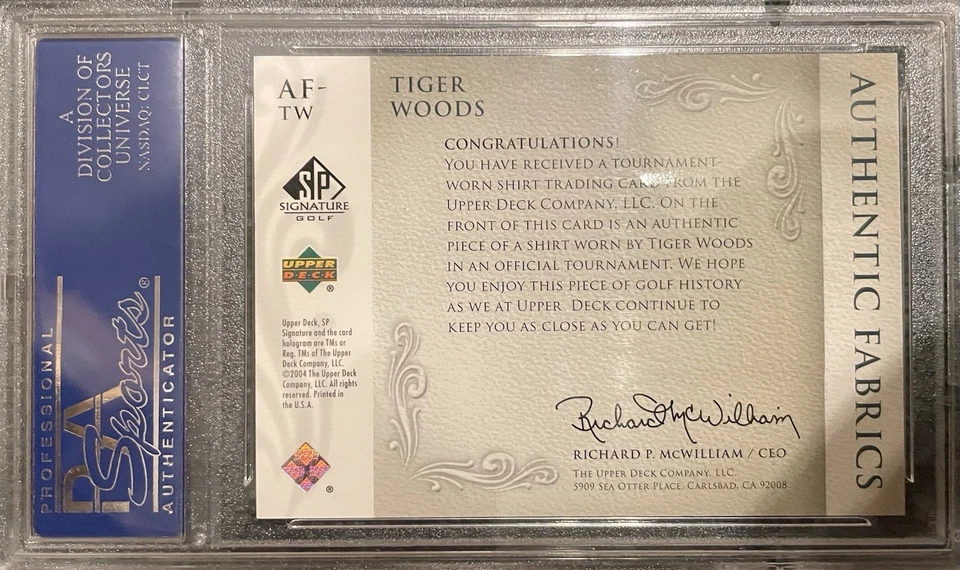 A
DIVISION OF
COLLECTORS
UNIVERSE
NASDAQ: CLCT
PROFESSIONAL
PSA
Sports®
AUTHENTICATOR
AF-
TW
SP
SIGNATURE
GOLF
UPPER
DECK
®
Upper Deck, SP
Signature and the card
hologram are TMs or
Reg. TMs of The Upper
Deck Company, LLC.
©2004 The Upper Deck
Company, LLC. All rights
reserved. Printed in
the U.S.A.
®
TIGER
WOODS
CONGRATULATIONS!
YOU HAVE RECEIVED A TOURNAMENT-
WORN SHIRT TRADING CARD FROM THE
UPPER DECK COMPANY, LLC. ON THE
FRONT OF THIS CARD IS AN AUTHENTIC
PIECE OF A SHIRT WORN BY TIGER WOODS
IN AN OFFICIAL TOURNAMENT. WE HOPE
YOU ENJOY THIS PIECE OF GOLF HISTORY
AS WE AT UPPER DECK CONTINUE TO
KEEP YOU AS CLOSE AS YOU CAN GET!
Richard McWilliam
RICHARD P. MCWILLIAM / CEO
THE UPPER DECK COMPANY, LLC.
5909 SEA OTTER PLACE, CARLSBAD, CA 92008
AUTHENTIC FABRICS